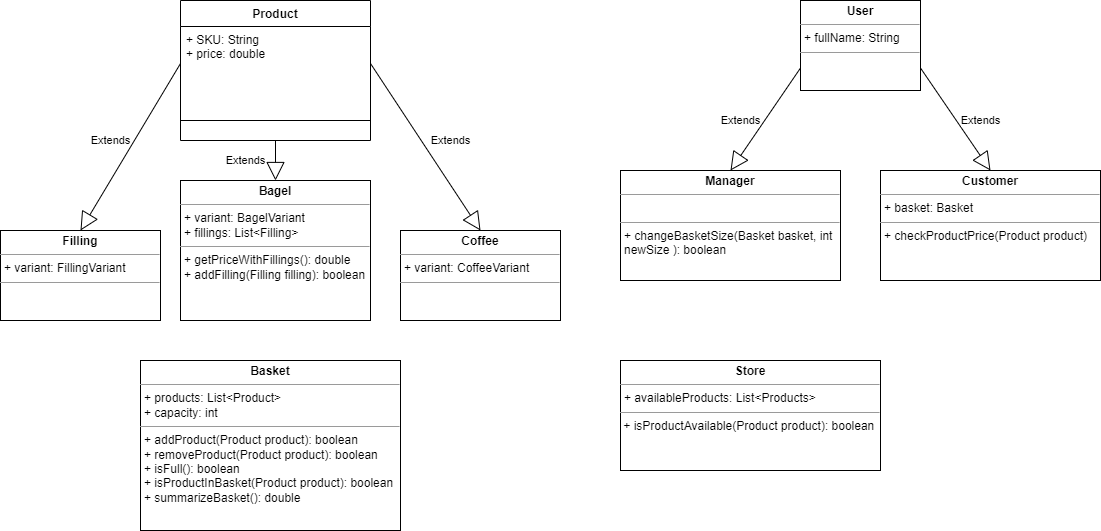 Product
+ SKU: String
+ price: double
User
+ fullName: String
Extends
Extends
Extends
Extends
Extends
Filling
+ variant: FillingVariant
Bagel
+ variant: BagelVariant
+ fillings: List<Filling>
+ getPriceWithFillings(): double
+ addFilling(Filling filling): boolean
Coffee
+ variant: CoffeeVariant
Manager
+ changeBasketSize(Basket basket, int
newSize ): boolean
Customer
+ basket: Basket
+ checkProductPrice(Product product)
Basket
+ products: List<Product>
+ capacity: int
+ addProduct(Product product): boolean
+ removeProduct(Product product): boolean
+ isFull(): boolean
+ isProductInBasket(Product product): boolean
+ summarizeBasket(): double
Store
+ availableProducts: List<Products>
+ isProductAvailable(Product product): boolean